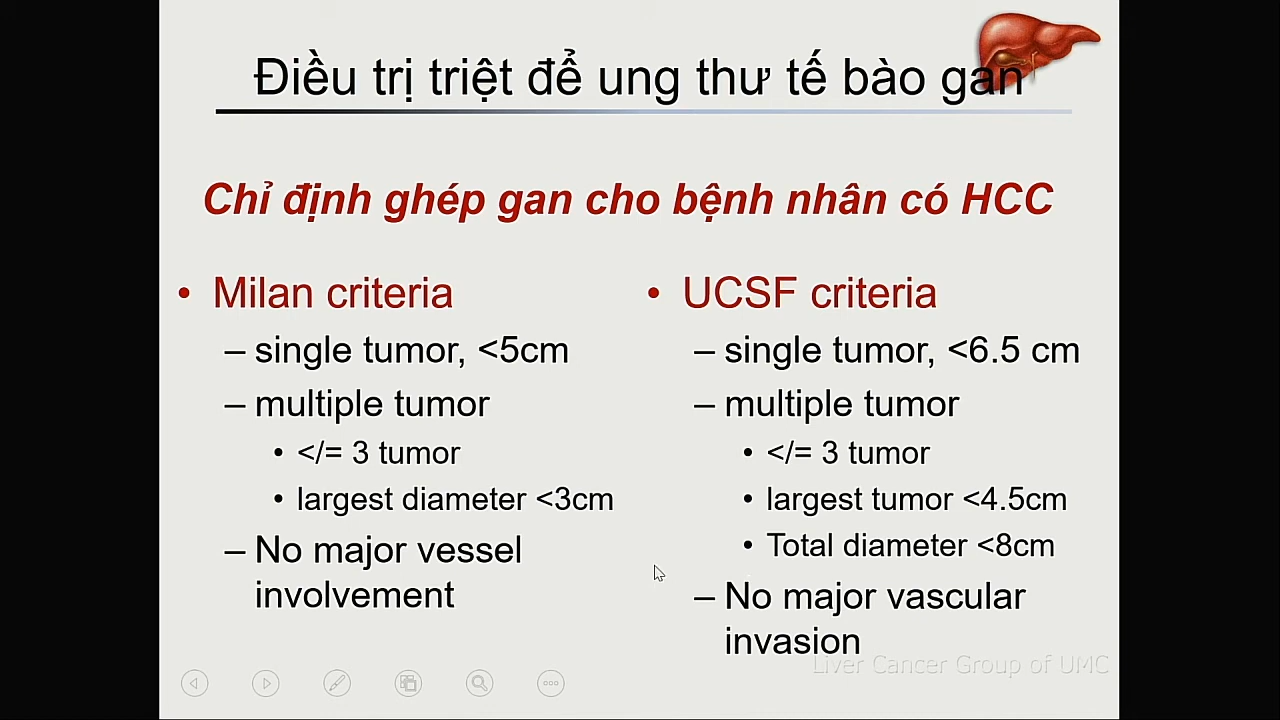 Điều trị triệt để ung thư tế bào gan
Chỉ định ghép gan cho bệnh nhân có HCC
• Milan criteria
– single tumor, <5cm
– multiple tumor
• </= 3 tumor
• largest diameter <3cm
– No major vessel
involvement
• UCSF criteria
– single tumor, <6.5 cm
– multiple tumor
• </= 3 tumor
• largest tumor <4.5cm
• Total diameter <8cm
– No major vascular
invasion
Liver Cancer Group of UMC